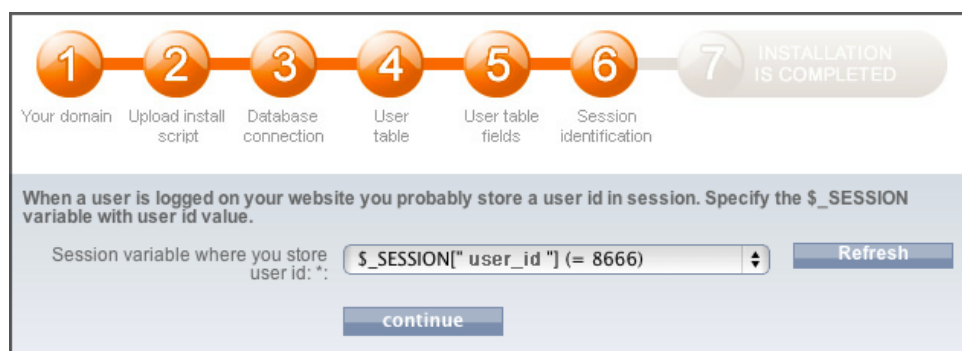 1 2 3 4 5 6 7 INSTALLATION
IS COMPLETED
Your domain Upload install Database User User table Session
script connection table fields identification
When a user is logged on your website you probably store a user id in session. Specify the $_SESSION
variable with user id value.
Session variable where you store $_SESSION[" user_id "] (= 8666) Refresh
user id: *:
continue